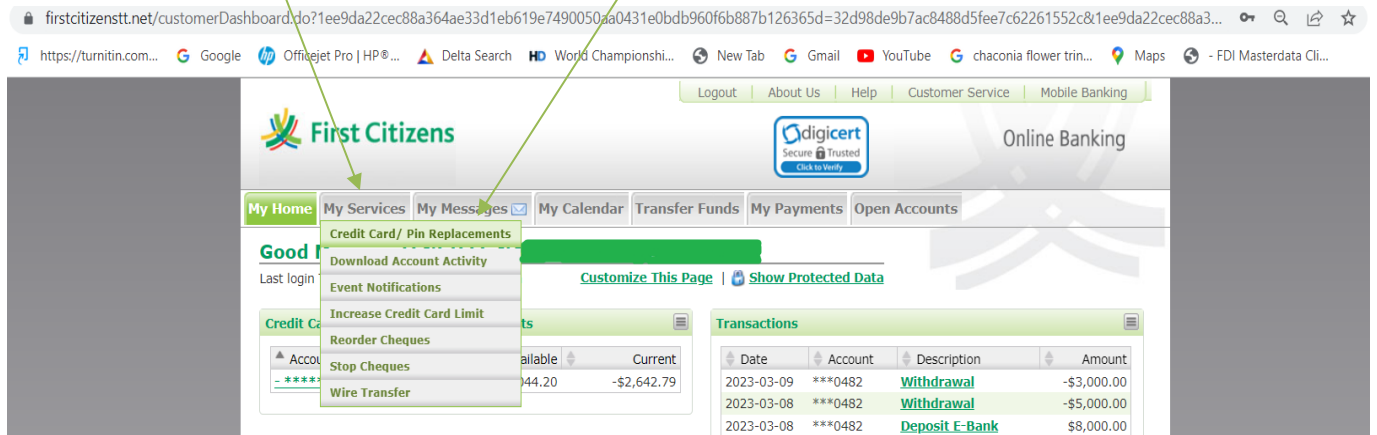 firstcitizenstt.net/customerDashboard.do?1ee9da22cec88a364ae33d1eb619e7490050aa0431e0bdb960f6b887b126365d=32d98de9b7ac8488d5fee7c62261552c&1ee9da22cec88a3...
https://turnitin.com... Google Officejet Pro | HP®... Delta Search HD World Championshi... New Tab Gmail YouTube chaconia flower trin... Maps - FDI Masterdata Cli...
Logout | About Us | Help | Customer Service | Mobile Banking
First Citizens
digicert
Secure Trusted
Click to Verify
Online Banking
My Home My Services My Messages My Calendar Transfer Funds My Payments Open Accounts
Credit Card/ Pin Replacements
Download Account Activity
Event Notifications
Increase Credit Card Limit
Reorder Cheques
Stop Cheques
Wire Transfer
Good
Last login Customize This Page | Show Protected Data
Credit Ca ts
Accou ailable Current
- ***** 044.20 -$2,642.79
Transactions
Date Account Description Amount
2023-03-09 ***0482 Withdrawal -$3,000.00
2023-03-08 ***0482 Withdrawal -$5,000.00
2023-03-08 ***0482 Deposit E-Bank $8,000.00